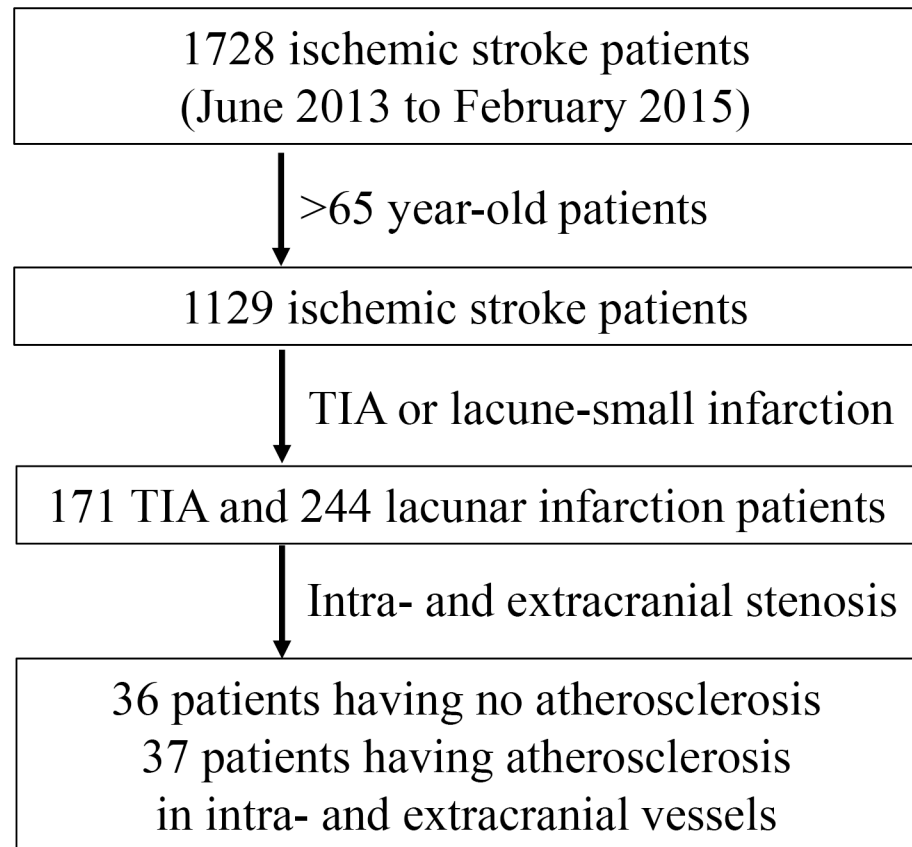 1728 ischemic stroke patients
(June 2013 to February 2015)
>65 year-old patients
1129 ischemic stroke patients
TIA or lacune-small infarction
171 TIA and 244 lacunar infarction patients
Intra- and extracranial stenosis
36 patients having no atherosclerosis
37 patients having atherosclerosis
in intra- and extracranial vessels